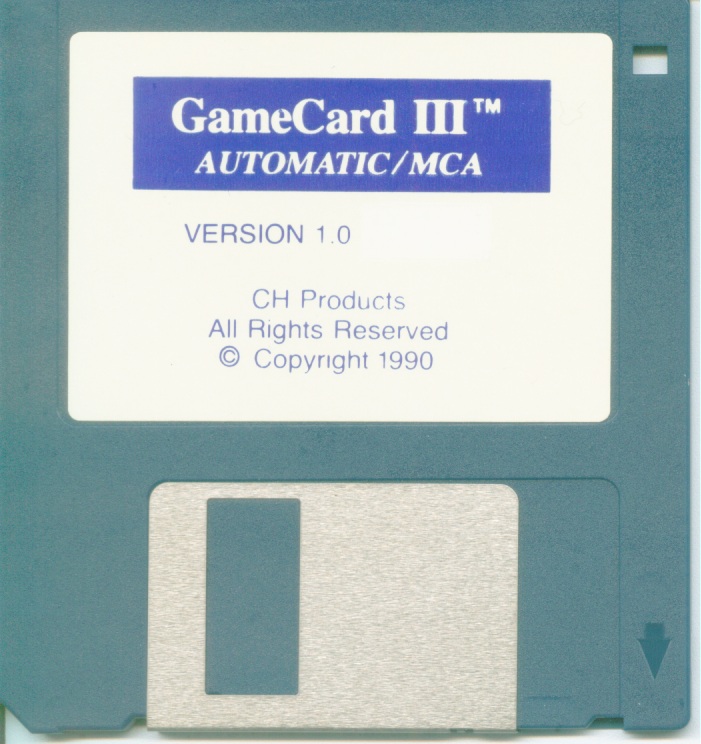 GameCard III™
AUTOMATIC/MCA
VERSION 1.0
CH Products
All Rights Reserved
© Copyright 1990